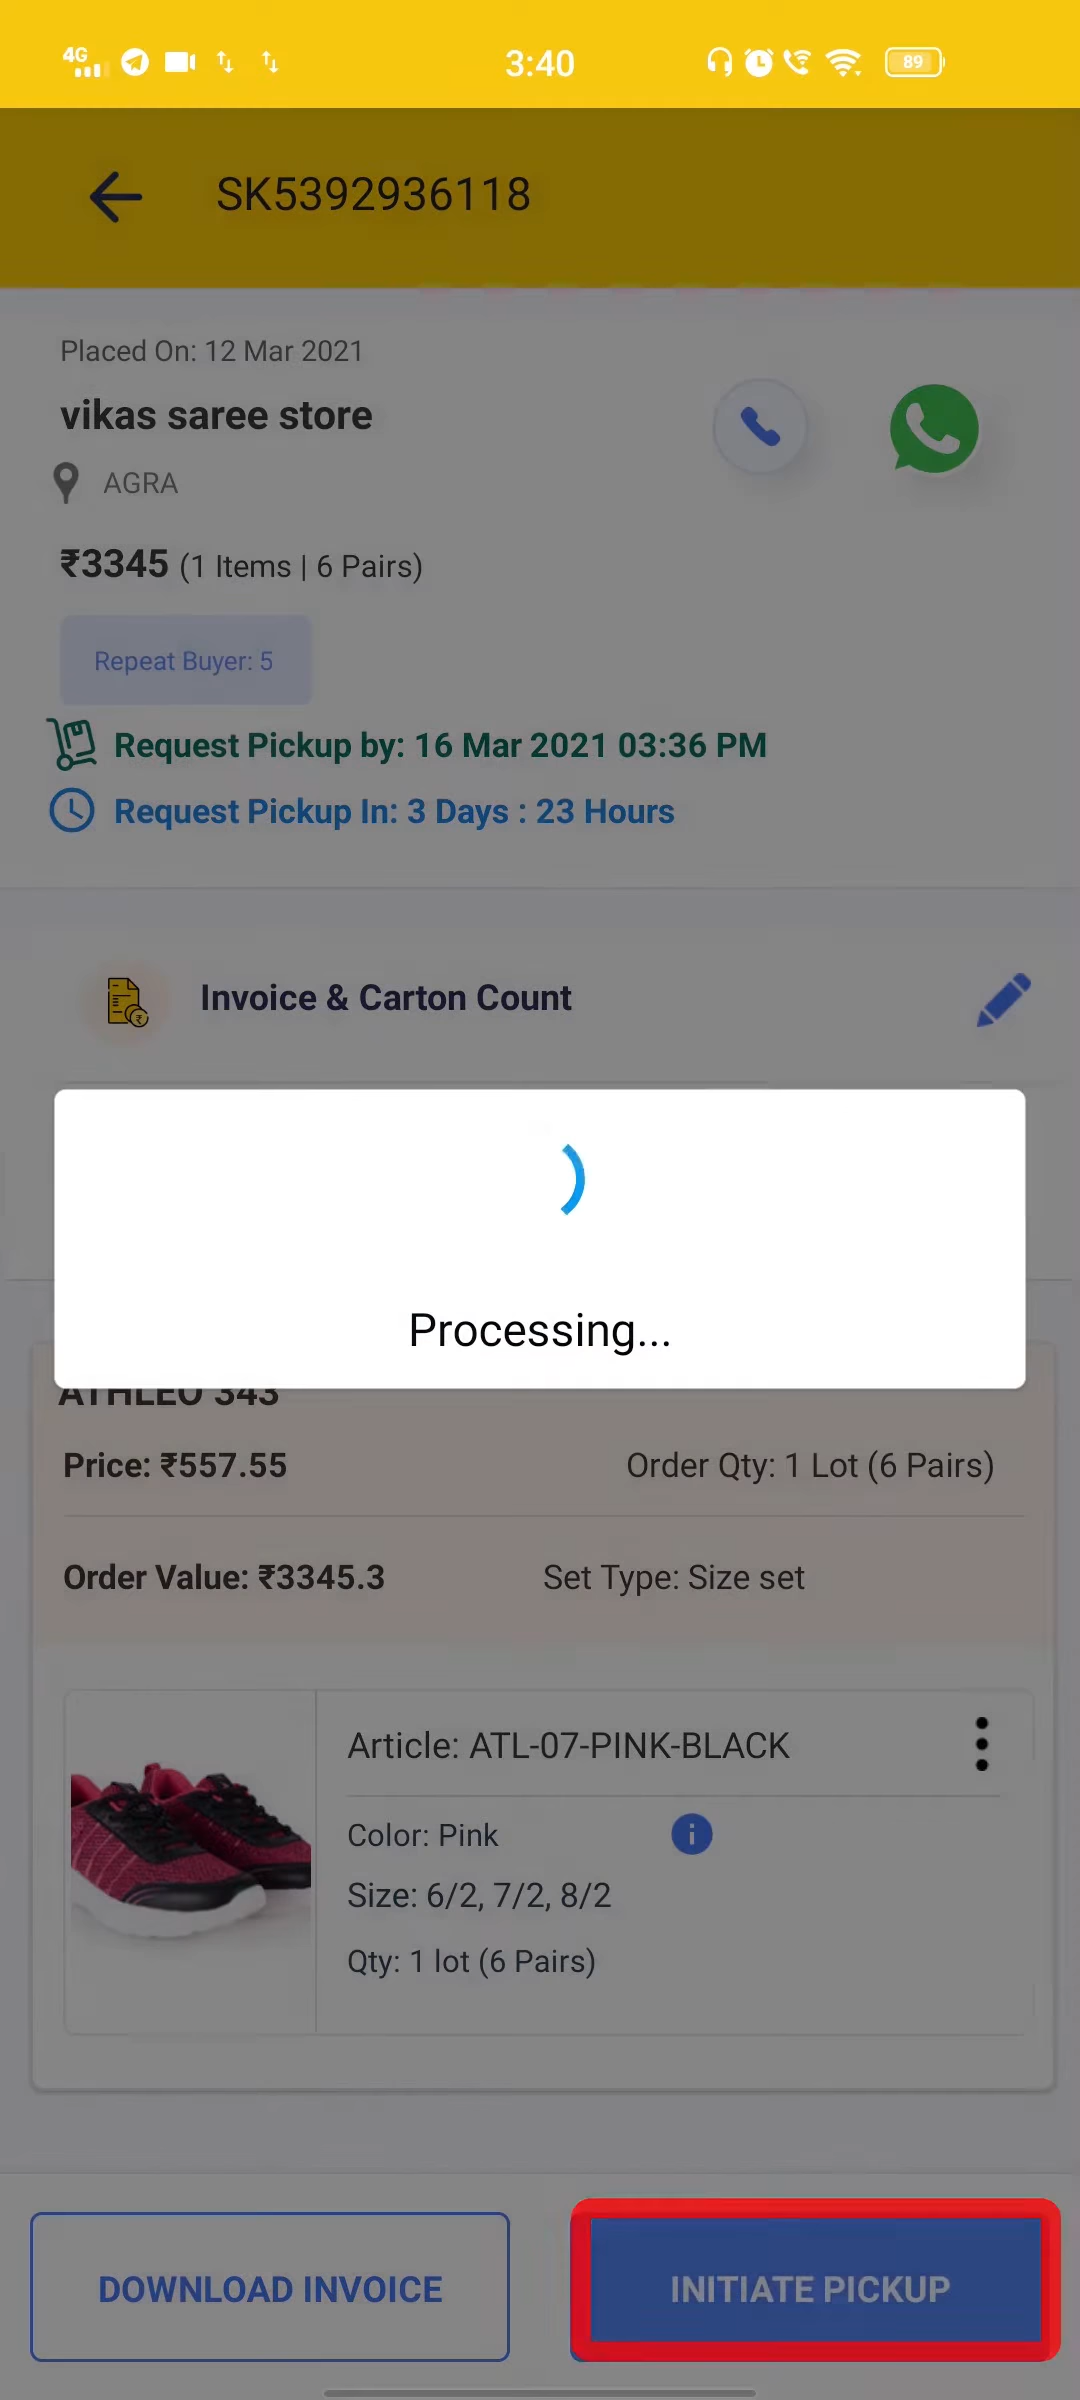 4G 3:40 89
SK5392936118
Placed On: 12 Mar 2021
vikas saree store
AGRA
₹3345 (1 Items | 6 Pairs)
Repeat Buyer: 5
Request Pickup by: 16 Mar 2021 03:36 PM
Request Pickup In: 3 Days : 23 Hours
Invoice & Carton Count
Processing...
ATHLEO 343
Price: ₹557.55 Order Qty: 1 Lot (6 Pairs)
Order Value: ₹3345.3 Set Type: Size set
Article: ATL-07-PINK-BLACK
Color: Pink
Size: 6/2, 7/2, 8/2
Qty: 1 lot (6 Pairs)
DOWNLOAD INVOICE INITIATE PICKUP